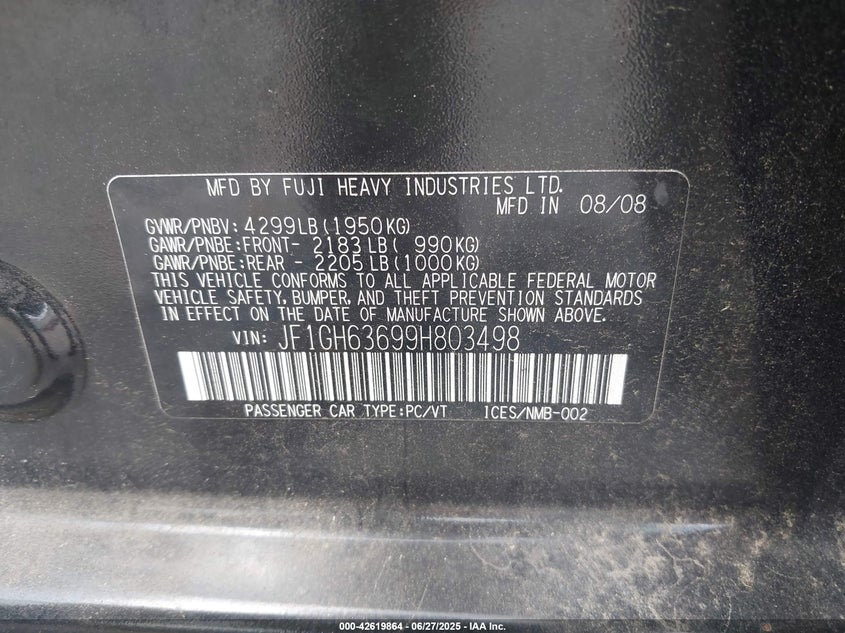 MFD BY FUJI HEAVY INDUSTRIES LTD.
MFD IN 08/08
GVWR/PNBV: 4299LB(1950KG)
GAWR/PNBE:FRONT- 2183LB( 990KG)
GAWR/PNBE:REAR - 2205LB(1000KG)
THIS VEHICLE CONFORMS TO ALL APPLICABLE FEDERAL MOTOR
VEHICLE SAFETY, BUMPER, AND THEFT PREVENTION STANDARDS
IN EFFECT ON THE DATE OF MANUFACTURE SHOWN ABOVE.
VIN: JF1GH63699H803498
PASSENGER CAR TYPE:PC/VT ICES/NMB-002
000-42619864 - 06/27/2025 - IAA Inc.